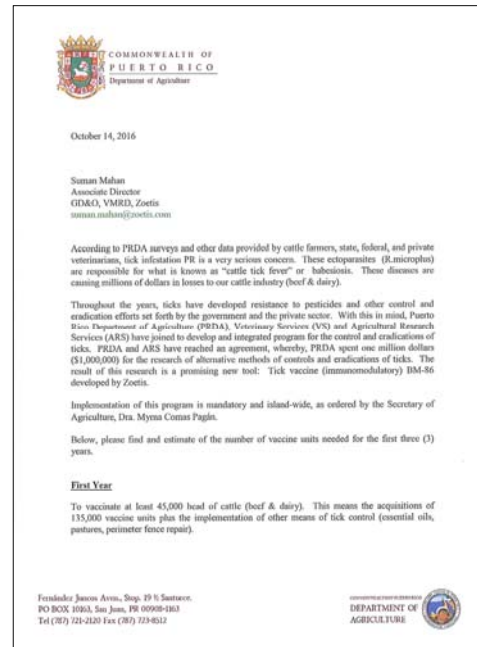 COMMONWEALTH OF
PUERTO RICO
Department of Agriculture
October 14, 2016
Suman Mahan
Associate Director
GD&O, VMRD, Zoetis
suman.mahan@zoetis.com
According to PRDA surveys and other data provided by cattle farmers, state, federal, and private
veterinarians, tick infestation PR is a very serious concern. These ectoparasites (R.microplus)
are responsible for what is known as "cattle tick fever" or babesiosis. These diseases are
causing millions of dollars in losses to our cattle industry (beef & dairy).
Throughout the years, ticks have developed resistance to pesticides and other control and
eradication efforts set forth by the government and the private sector. With this in mind, Puerto
Rico Department of Agriculture (PRDA), Veterinary Services (VS) and Agricultural Research
Services (ARS) have joined to develop and integrated program for the control and eradications of
ticks. PRDA and ARS have reached an agreement, whereby, PRDA spent one million dollars
($1,000,000) for the research of alternative methods of controls and eradications of ticks. The
result of this research is a promising new tool: Tick vaccine (immunomodulatory) BM-86
developed by Zoetis.
Implementation of this program is mandatory and island-wide, as ordered by the Secretary of
Agriculture, Dra. Myrna Comas Pagán.
Below, please find and estimate of the number of vaccine units needed for the first three (3)
years.
First Year
To vaccinate at least 45,000 head of cattle (beef & dairy). This means the acquisitions of
135,000 vaccine units plus the implementation of other means of tick control (essential oils,
pastures, perimeter fence repair).
Fernández Juncos Avenu., Stop. 19 ½ Santurce.
PO BOX 10163, San Juan, PR 00908-1163
Tel (787) 721-2120 Fax (787) 723-8512
DEPARTMENT OF
AGRICULTURE